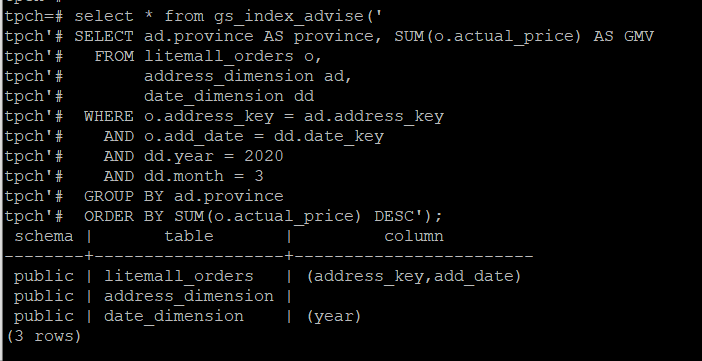 tpch=# select * from gs_index_advise('
tpch'# SELECT ad.province AS province, SUM(o.actual_price) AS GMV
tpch'#   FROM litemall_orders o,
tpch'#        address_dimension ad,
tpch'#        date_dimension dd
tpch'#  WHERE o.address_key = ad.address_key
tpch'#    AND o.add_date = dd.date_key
tpch'#    AND dd.year = 2020
tpch'#    AND dd.month = 3
tpch'#  GROUP BY ad.province
tpch'#  ORDER BY SUM(o.actual_price) DESC');
 schema |       table       |         column
--------+-------------------+------------------------
 public | litemall_orders   | (address_key,add_date)
 public | address_dimension |
 public | date_dimension    | (year)
(3 rows)